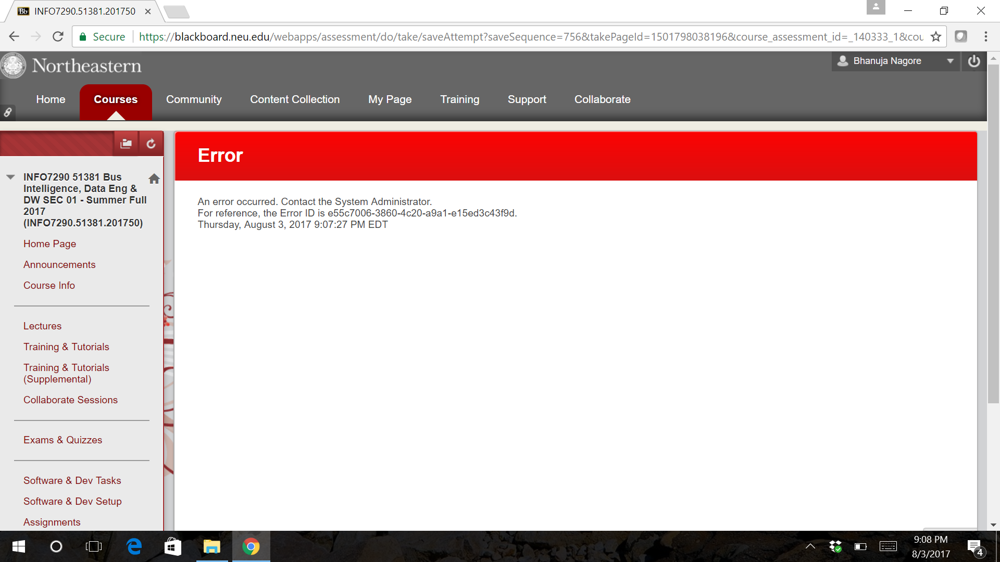 Bb INFO7290.51381.201750
Secure https://blackboard.neu.edu/webapps/assessment/do/take/saveAttempt?saveSequence=756&takePageId=1501798038196&course_assessment_id=_140333_1&cou
Northeastern
Bhanuja Nagore
Home Courses Community Content Collection My Page Training Support Collaborate
INFO7290 51381 Bus
Intelligence, Data Eng &
DW SEC 01 - Summer Full
2017
(INFO7290.51381.201750)
Home Page
Announcements
Course Info
Lectures
Training & Tutorials
Training & Tutorials
(Supplemental)
Collaborate Sessions
Exams & Quizzes
Software & Dev Tasks
Software & Dev Setup
Assignments
Error
An error occurred. Contact the System Administrator.
For reference, the Error ID is e55c7006-3860-4c20-a9a1-e15ed3c43f9d.
Thursday, August 3, 2017 9:07:27 PM EDT
9:08 PM
8/3/2017
4